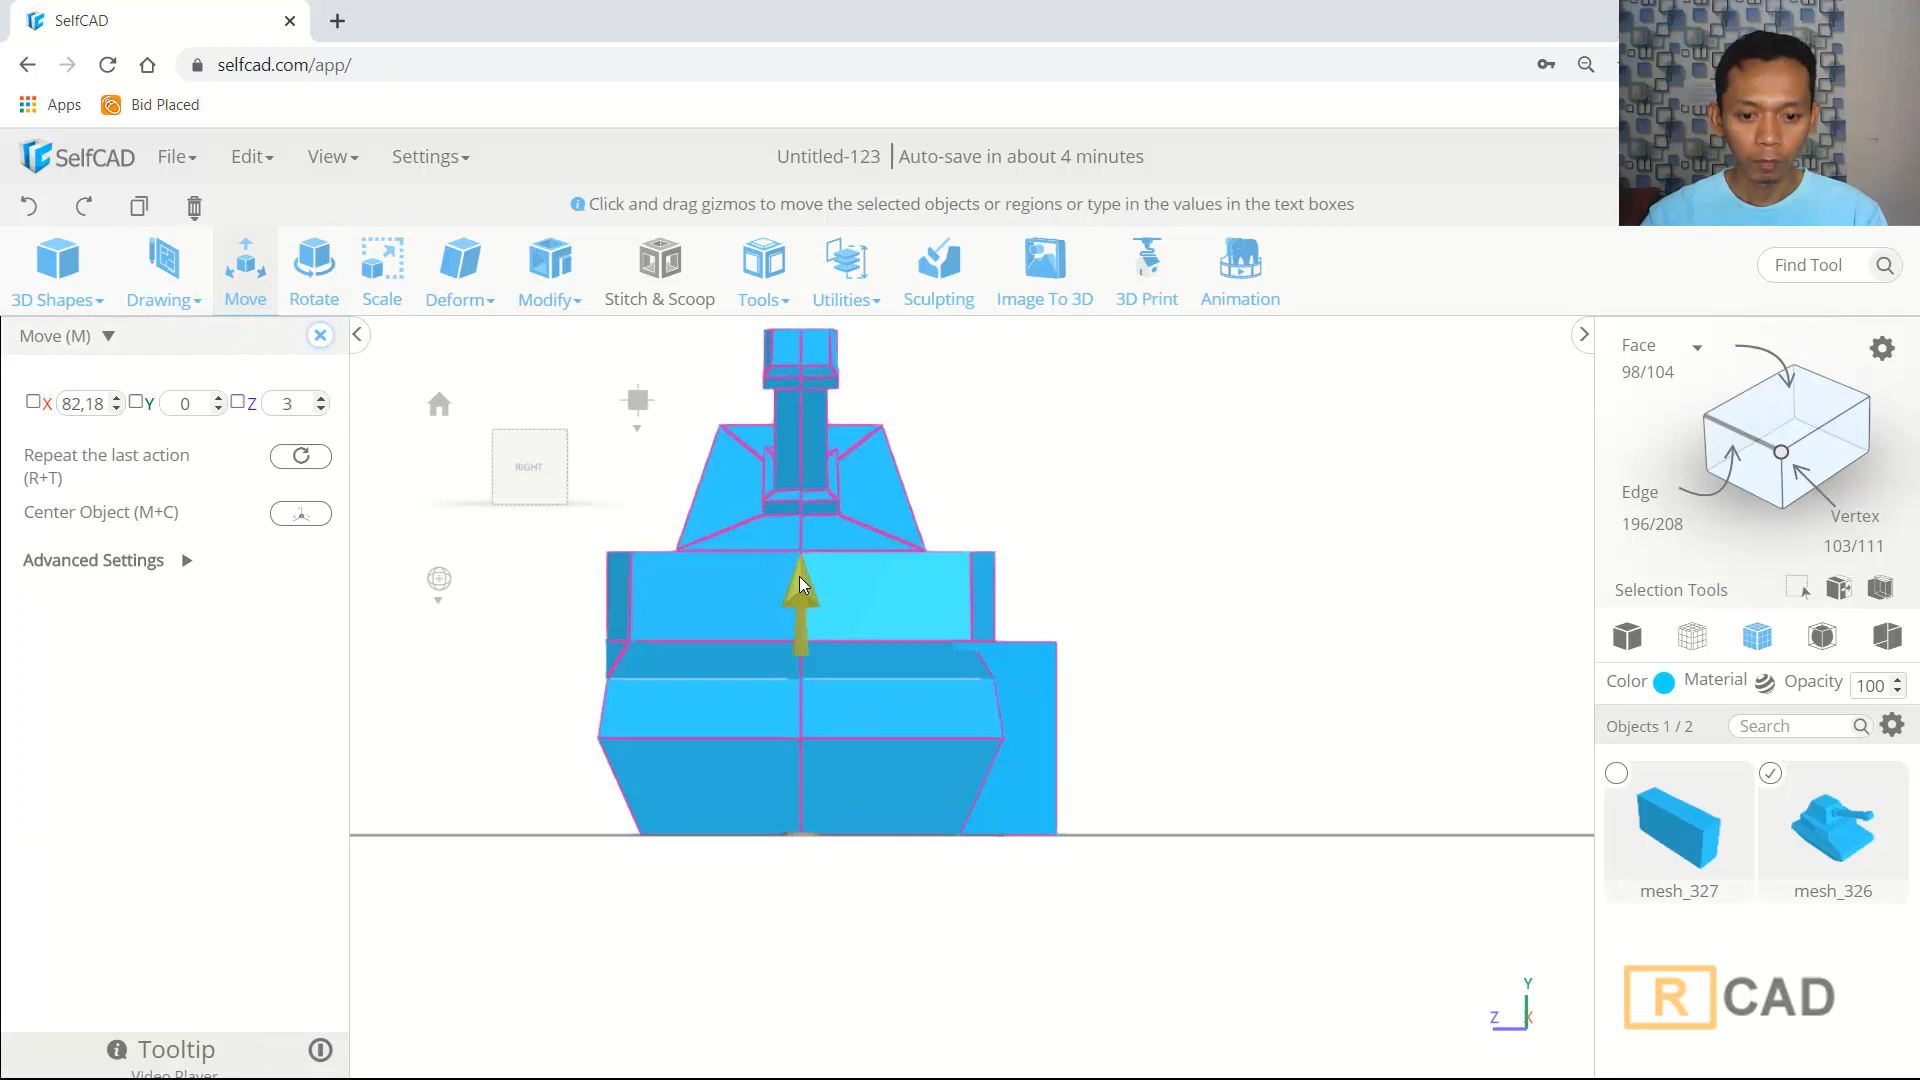 SelfCAD
selfcad.com/app/
Apps
Bid Placed
SelfCAD
File
Edit
View
Settings
Untitled-123
Auto-save in about 4 minutes
Click and drag gizmos to move the selected objects or regions or type in the values in the text boxes
3D Shapes
Drawing
Move
Rotate
Scale
Deform
Modify
Stitch & Scoop
Tools
Utilities
Sculpting
Image To 3D
3D Print
Animation
Find Tool
Move (M)
X 82,18 Y 0 Z 3
Repeat the last action
(R+T)
Center Object (M+C)
Advanced Settings
RIGHT
Face
98/104
Edge
196/208
Vertex
103/111
Selection Tools
Color
Material
Opacity
100
Objects 1 / 2
Search
mesh_327
mesh_326
Y
Z
X
R CAD
Tooltip
Video Player